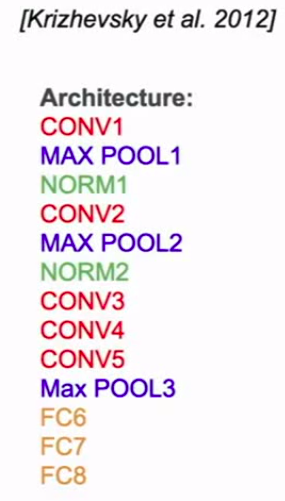 [Krizhevsky et al. 2012]
Architecture:
CONV1
MAX POOL1
NORM1
CONV2
MAX POOL2
NORM2
CONV3
CONV4
CONV5
Max POOL3
FC6
FC7
FC8